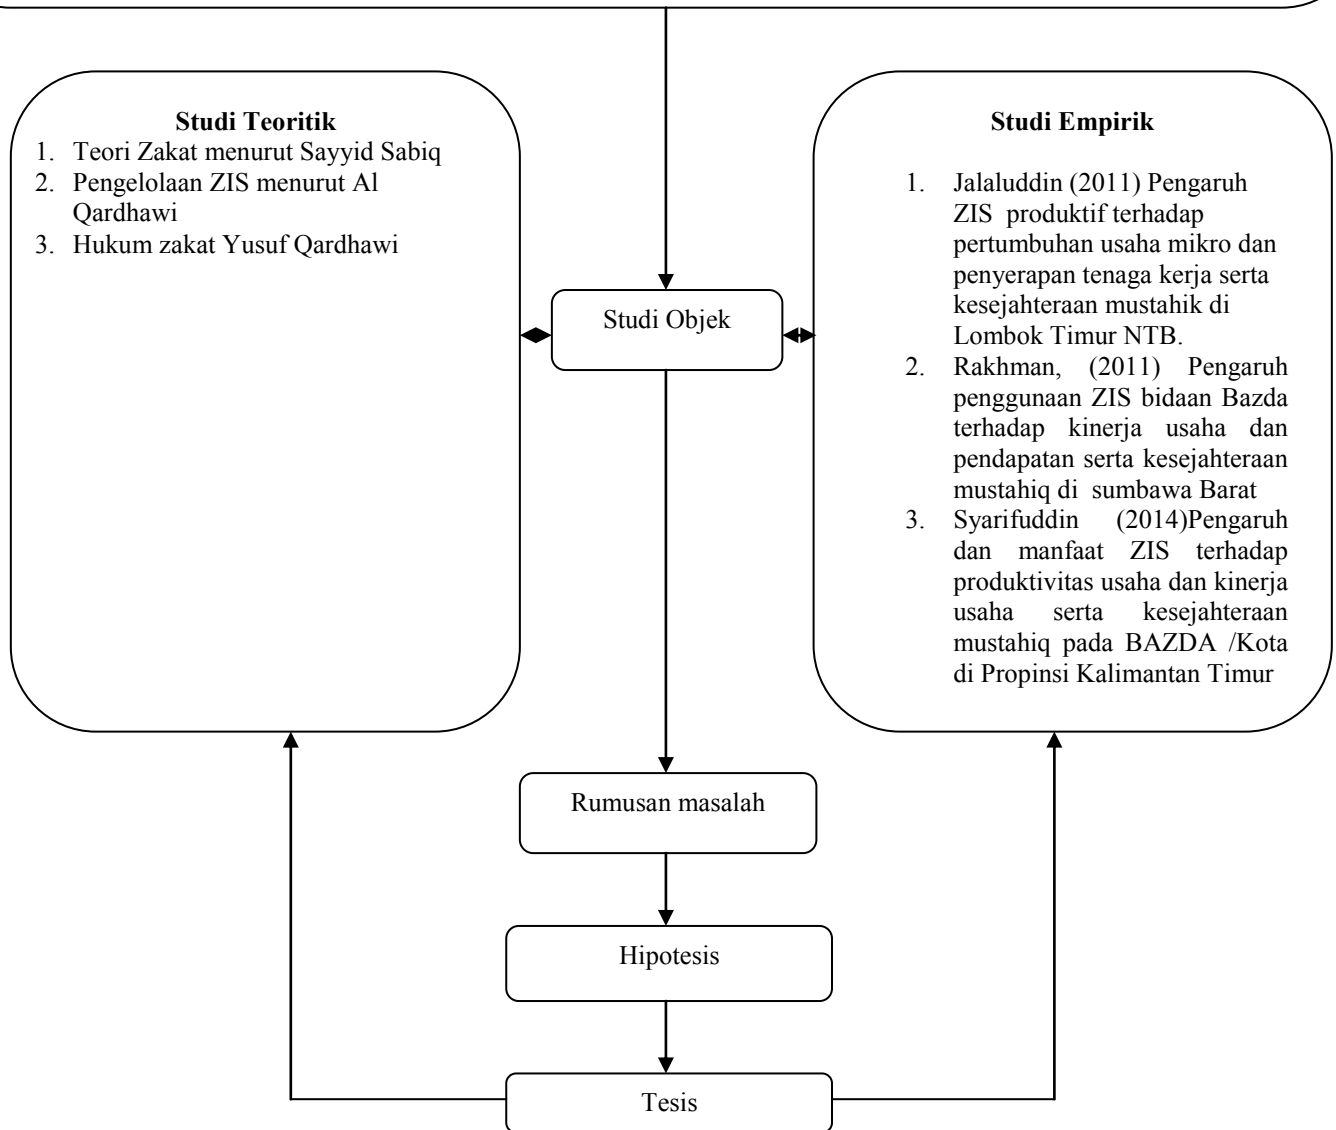 Studi Teoritik
1. Teori Zakat menurut Sayyid Sabiq
2. Pengelolaan ZIS menurut Al
Qardhawi
3. Hukum zakat Yusuf Qardhawi
Studi Objek
Studi Empirik
1. Jalaluddin (2011) Pengaruh
ZIS produktif terhadap
pertumbuhan usaha mikro dan
penyerapan tenaga kerja serta
kesejahteraan mustahik di
Lombok Timur NTB.
2. Rakhman, (2011) Pengaruh
penggunaan ZIS bidaan Bazda
terhadap kinerja usaha dan
pendapatan serta kesejahteraan
mustahiq di sumbawa Barat
3. Syarifuddin (2014)Pengaruh
dan manfaat ZIS terhadap
produktivitas usaha dan kinerja
usaha serta kesejahteraan
mustahiq pada BAZDA /Kota
di Propinsi Kalimantan Timur
Rumusan masalah
Hipotesis
Tesis